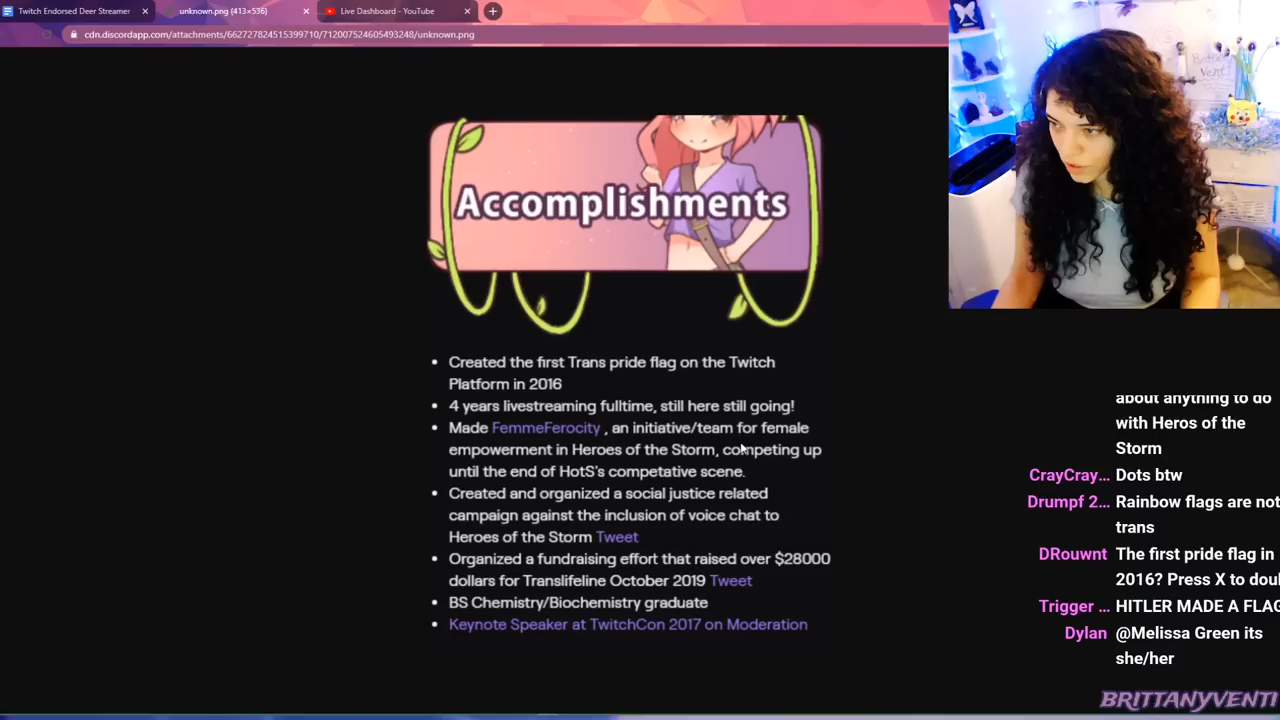 Twitch Endorsed Deer Streamer
unknown.png (413×536)
Live Dashboard - YouTube
cdn.discordapp.com/attachments/662727824515399710/712007524605493248/unknown.png
Accomplishments
• Created the first Trans pride flag on the Twitch
Platform in 2016
• 4 years livestreaming fulltime, still here still going!
• Made FemmeFerocity , an initiative/team for female
empowerment in Heroes of the Storm, competing up
until the end of HotS's competative scene.
• Created and organized a social justice related
campaign against the inclusion of voice chat to
Heroes of the Storm Tweet
• Organized a fundraising effort that raised over $28000
dollars for Translifeline October 2019 Tweet
• BS Chemistry/Biochemistry graduate
• Keynote Speaker at TwitchCon 2017 on Moderation
about anything to do
with Heros of the
Storm
CrayCray… Dots btw
Drumpf 2… Rainbow flags are not
trans
DRouwnt The first pride flag in
2016? Press X to dou
Trigger … HITLER MADE A FLAG
Dylan @Melissa Green its
she/her
BRITTANYVENTI